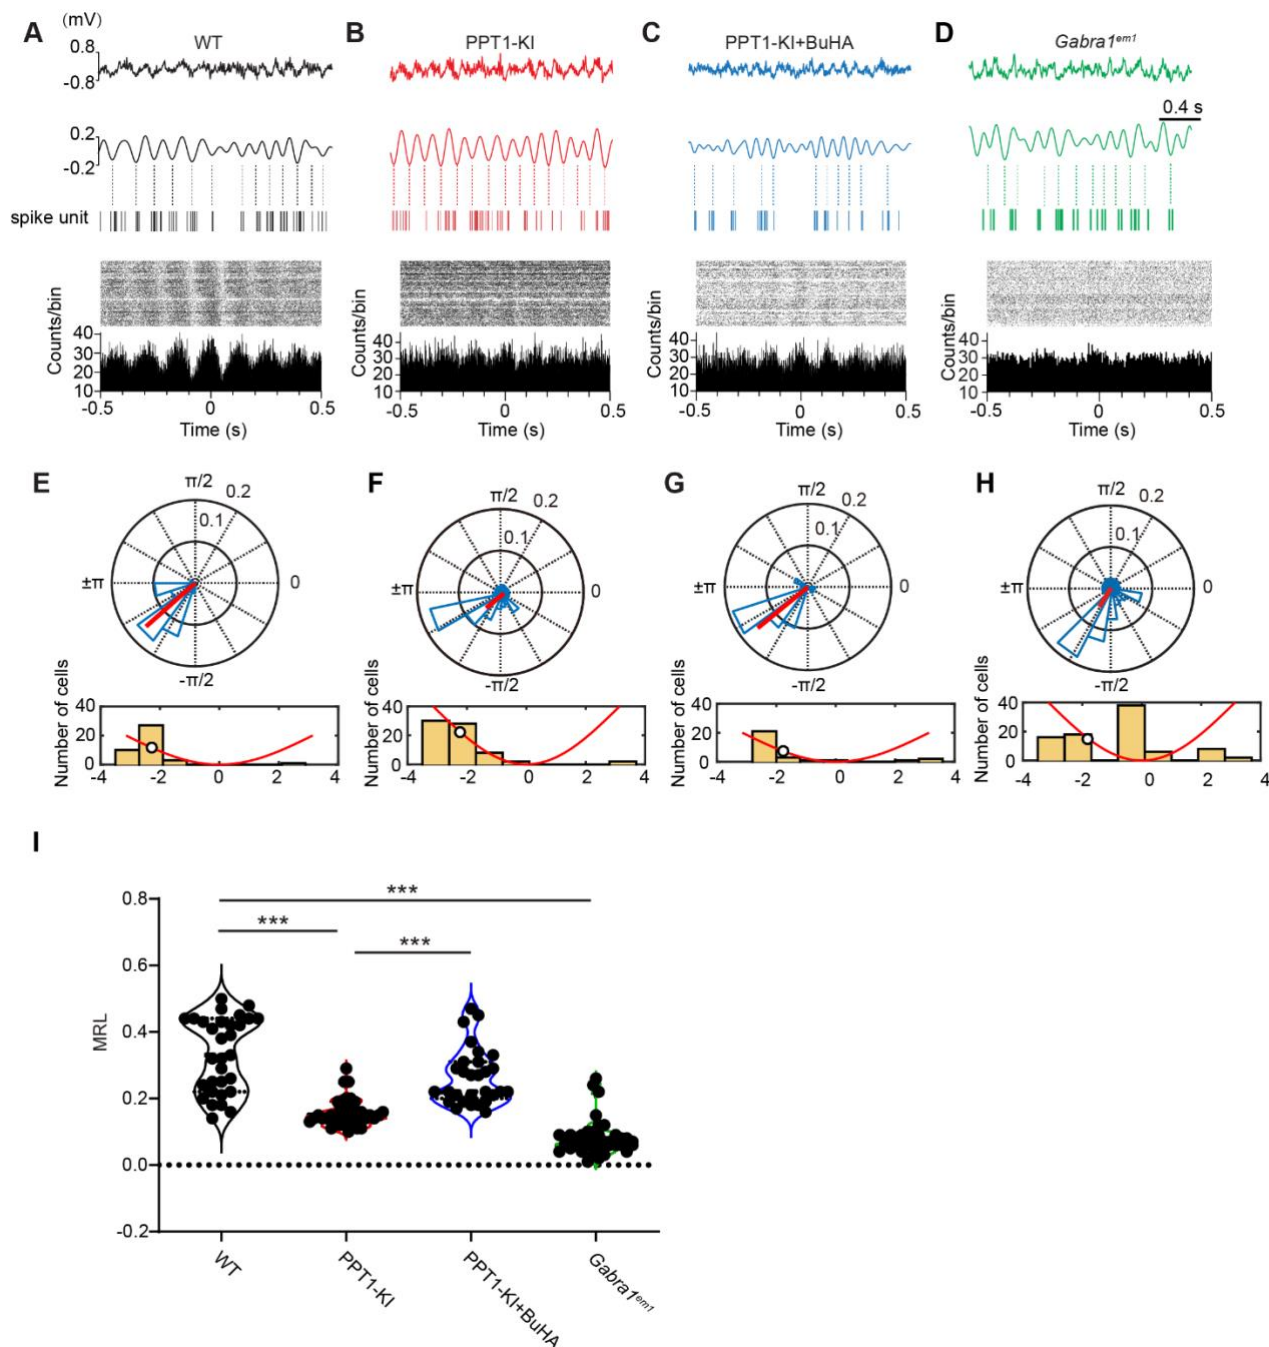 (mV)
A WT
0.8
-0.8
0.2
-0.2
spike unit
Counts/bin
40
30
20
10
-0.5 0 0.5
Time (s)
B PPT1-KI
Counts/bin
40
30
20
10
-0.5 0 0.5
Time (s)
C PPT1-KI+BuHA
Counts/bin
40
30
20
10
-0.5 0 0.5
Time (s)
D Gabra1em1
0.4 s
Counts/bin
40
30
20
10
-0.5 0 0.5
Time (s)
E
π/2 0.2
0.1
±π 0
-π/2
Number of cells
40
20
0
-4 -2 0 2 4
F
π/2 0.2
0.1
±π 0
-π/2
Number of cells
40
20
0
-4 -2 0 2 4
G
π/2 0.2
0.1
±π 0
-π/2
Number of cells
40
20
0
-4 -2 0 2 4
H
π/2 0.2
0.1
±π 0
-π/2
Number of cells
40
20
0
-4 -2 0 2 4
I
MRL
0.8
0.6
0.4
0.2
0.0
-0.2
***
***
***
WT
PPT1-KI
PPT1-KI+BuHA
Gabra1em1